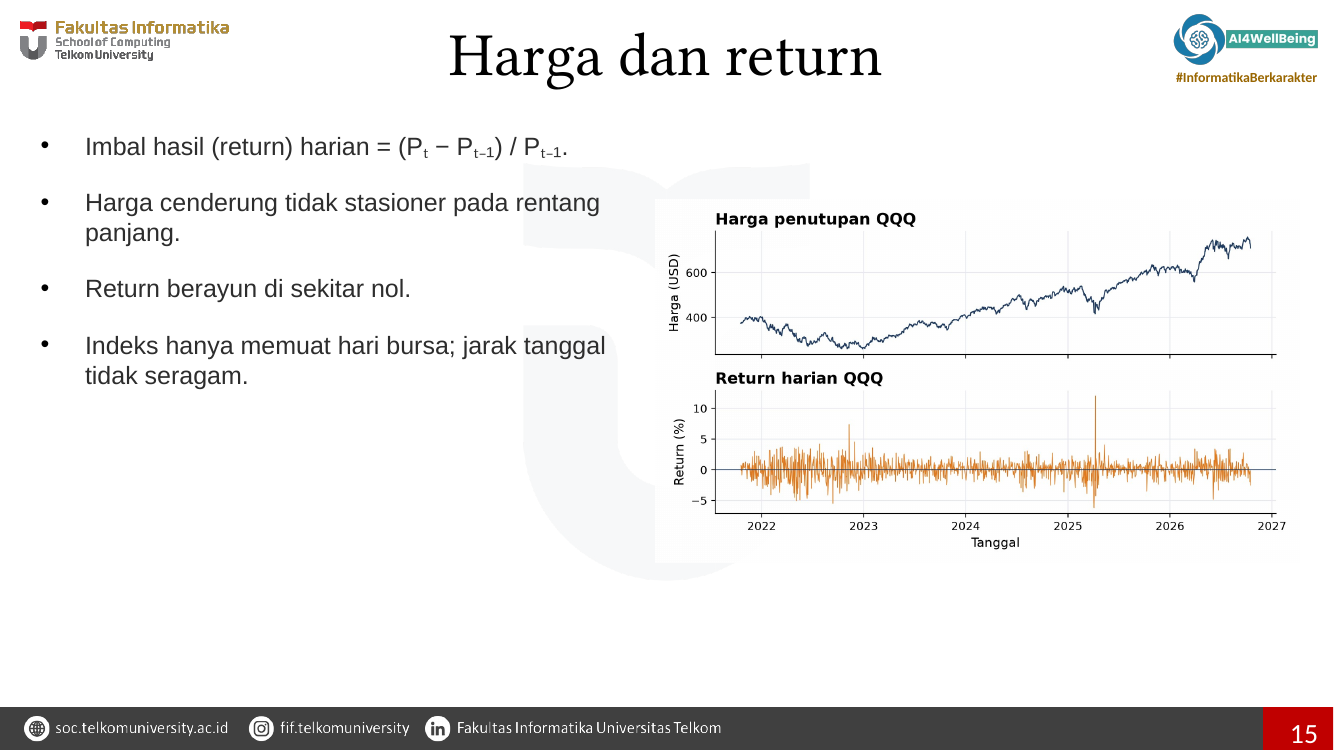 Fakultas Informatika
School of Computing
Telkom University
Harga dan return
AI4WellBeing
#InformatikaBerkarakter
• Imbal hasil (return) harian = (Pₜ − Pₜ₋₁) / Pₜ₋₁.
• Harga cenderung tidak stasioner pada rentang
panjang.
• Return berayun di sekitar nol.
• Indeks hanya memuat hari bursa; jarak tanggal
tidak seragam.
Harga penutupan QQQ
Harga (USD)
600
400
Return harian QQQ
Return (%)
10
5
0
−5
2022 2023 2024 2025 2026 2027
Tanggal
soc.telkomuniversity.ac.id fif.telkomuniversity Fakultas Informatika Universitas Telkom
15